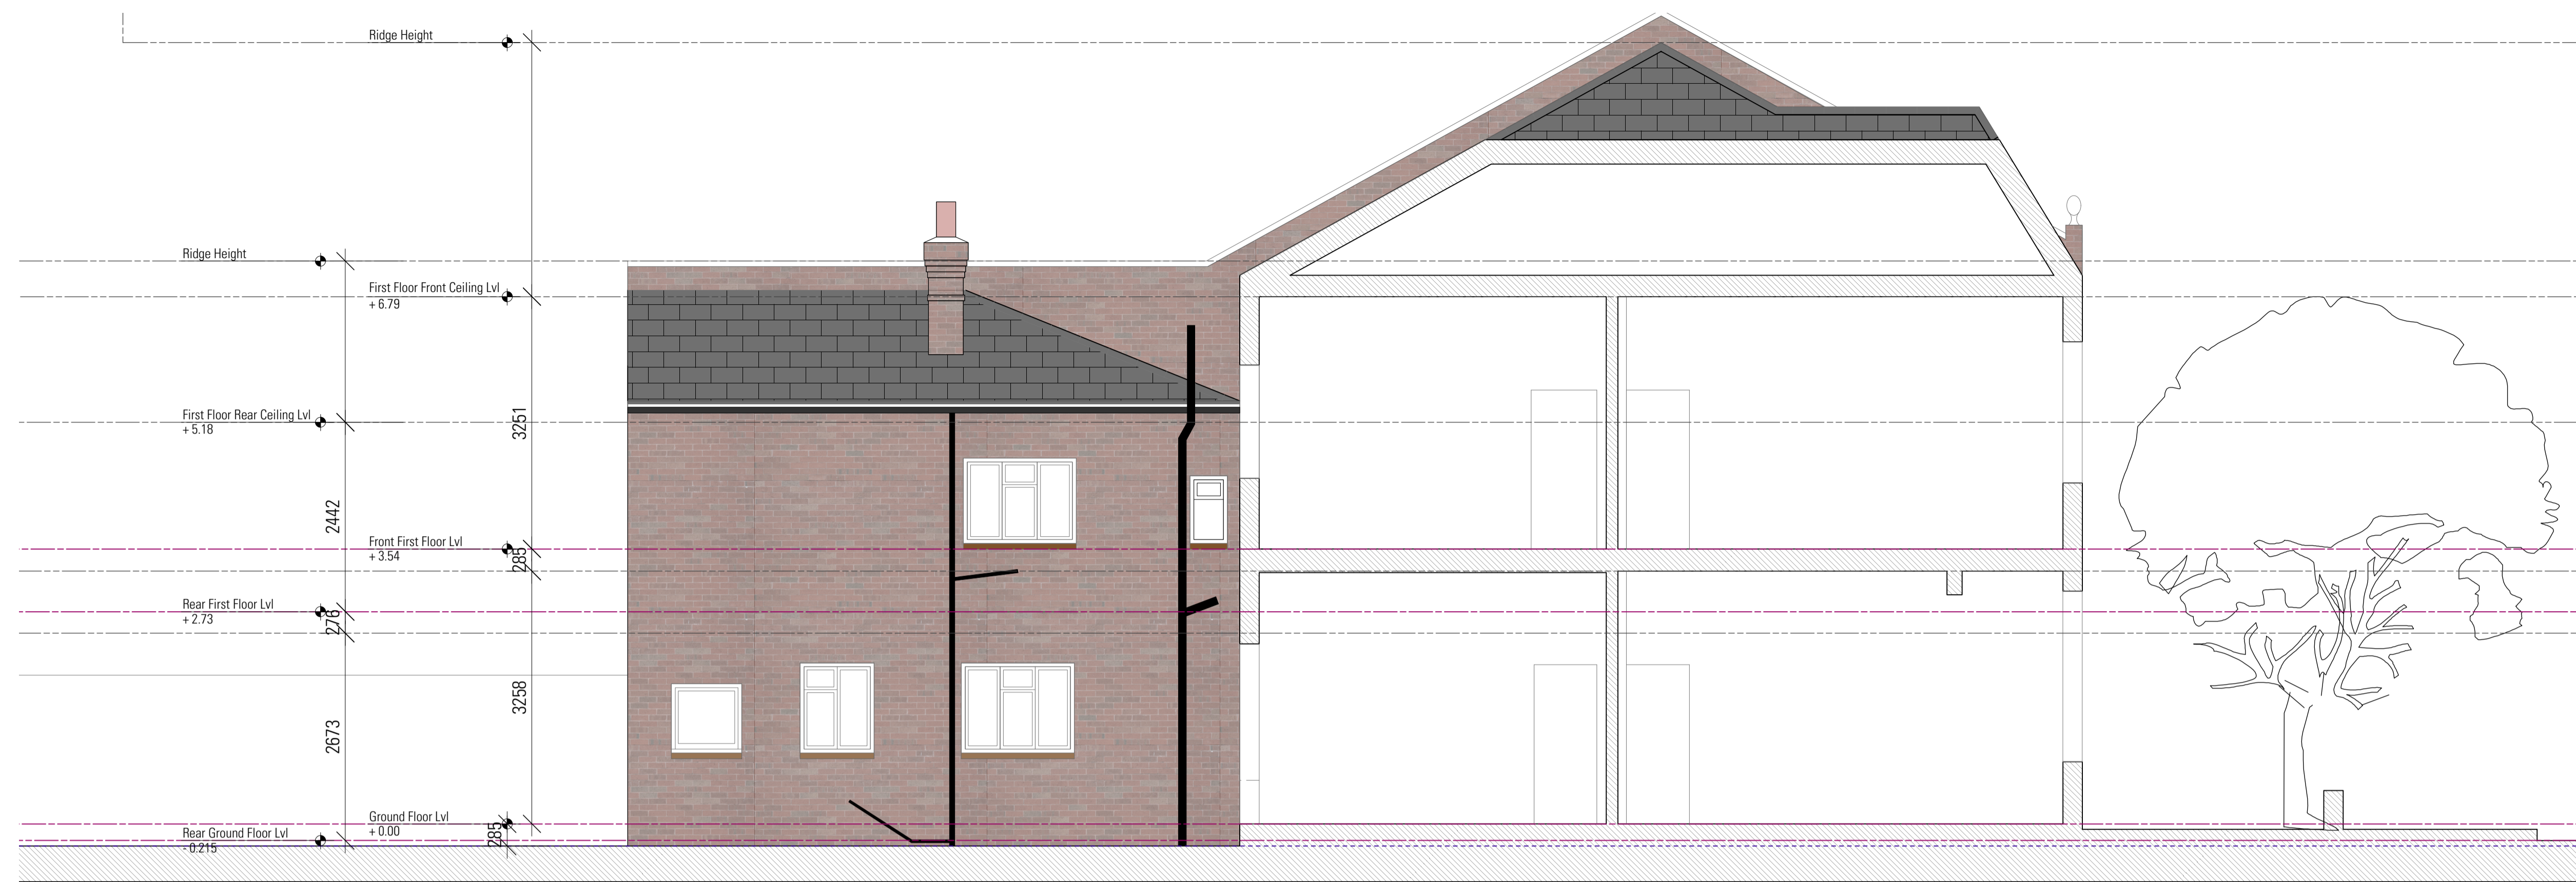 Ridge Height
Ridge Height
First Floor Front Ceiling Lvl
+ 6.79
First Floor Rear Ceiling Lvl
+ 5.18
3251
2442
Front First Floor Lvl
+ 3.54
285
Rear First Floor Lvl
+ 2.73
276
3258
2673
Ground Floor Lvl
+ 0.00
285
Rear Ground Floor Lvl
- 0.215